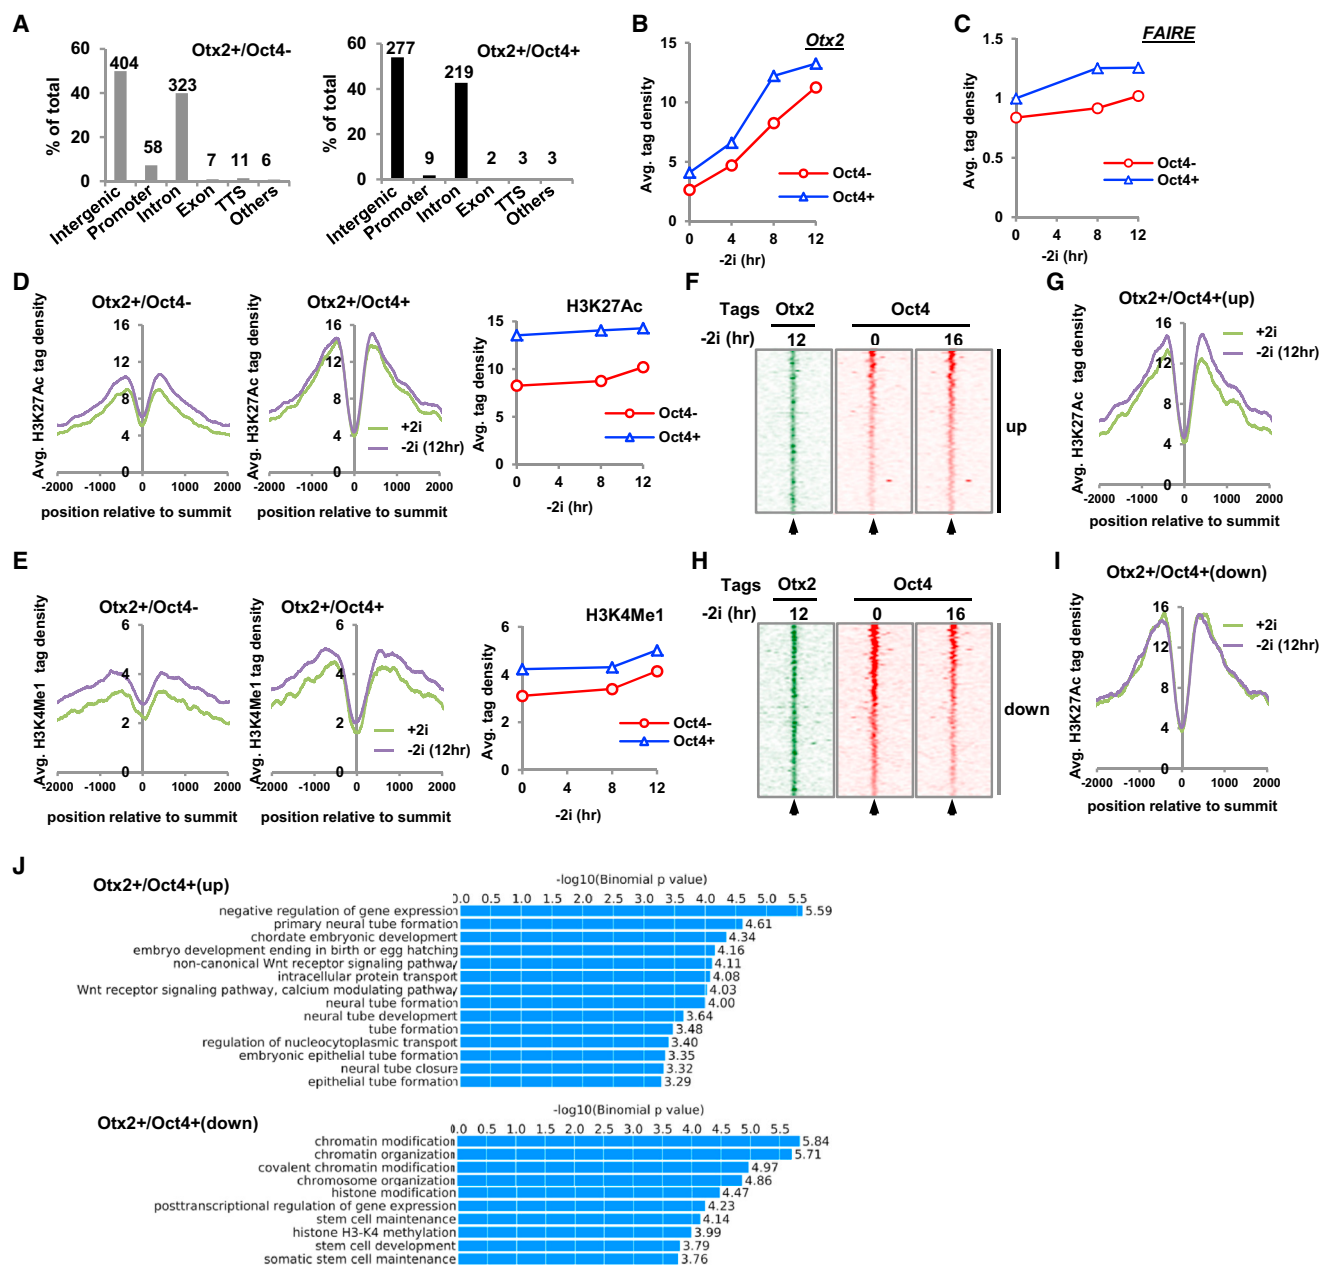 A
Otx2+/Oct4-
% of total
60
40
20
0
404
58
323
7
11
6
Intergenic
Promoter
Intron
Exon
TTS
Others
Otx2+/Oct4+
% of total
60
40
20
0
277
9
219
2
3
3
Intergenic
Promoter
Intron
Exon
TTS
Others
B
Otx2
Avg. tag density
15
10
5
0
Oct4-
Oct4+
0 4 8 12
-2i (hr)
C
FAIRE
Avg. tag density
1.5
1
0.5
0
Oct4-
Oct4+
0 4 8 12
-2i (hr)
D
Otx2+/Oct4-
Avg. H3K27Ac tag density
16
12
8
4
0
-2000 -1000 0 1000 2000
position relative to summit
Otx2+/Oct4+
Avg. H3K27Ac tag density
16
12
8
4
0
+2i
-2i (12hr)
-2000 -1000 0 1000 2000
position relative to summit
H3K27Ac
Avg. tag density
15
10
5
0
Oct4-
Oct4+
0 4 8 12
-2i (hr)
E
Otx2+/Oct4-
Avg. H3K4Me1 tag density
6
4
2
0
-2000 -1000 0 1000 2000
position relative to summit
Otx2+/Oct4+
Avg. H3K4Me1 tag density
6
4
2
0
+2i
-2i (12hr)
-2000 -1000 0 1000 2000
position relative to summit
H3K4Me1
Avg. tag density
6
4
2
0
Oct4-
Oct4+
0 4 8 12
-2i (hr)
F
Tags Otx2 Oct4
-2i (hr) 12 0 16
up
G
Otx2+/Oct4+(up)
Avg. H3K27Ac tag density
16
12
8
4
0
+2i
-2i (12hr)
-2000 -1000 0 1000 2000
position relative to summit
H
Tags Otx2 Oct4
-2i (hr) 12 0 16
down
I
Otx2+/Oct4+(down)
Avg. H3K27Ac tag density
16
12
8
4
0
+2i
-2i (12hr)
-2000 -1000 0 1000 2000
position relative to summit
J
Otx2+/Oct4+(up)
-log10(Binomial p value)
0.0 0.5 1.0 1.5 2.0 2.5 3.0 3.5 4.0 4.5 5.0 5.5
negative regulation of gene expression 5.59
primary neural tube formation 4.61
chordate embryonic development 4.34
embryo development ending in birth or egg hatching 4.16
non-canonical Wnt receptor signaling pathway 4.11
intracellular protein transport 4.08
Wnt receptor signaling pathway, calcium modulating pathway 4.03
neural tube formation 4.00
neural tube development 3.64
tube formation 3.48
regulation of nucleocytoplasmic transport 3.40
embryonic epithelial tube formation 3.35
neural tube closure 3.32
epithelial tube formation 3.29
Otx2+/Oct4+(down)
-log10(Binomial p value)
0.0 0.5 1.0 1.5 2.0 2.5 3.0 3.5 4.0 4.5 5.0 5.5
chromatin modification 5.84
chromatin organization 5.71
covalent chromatin modification 4.97
chromosome organization 4.86
histone modification 4.47
posttranscriptional regulation of gene expression 4.23
stem cell maintenance 4.14
histone H3-K4 methylation 3.99
stem cell development 3.79
somatic stem cell maintenance 3.76